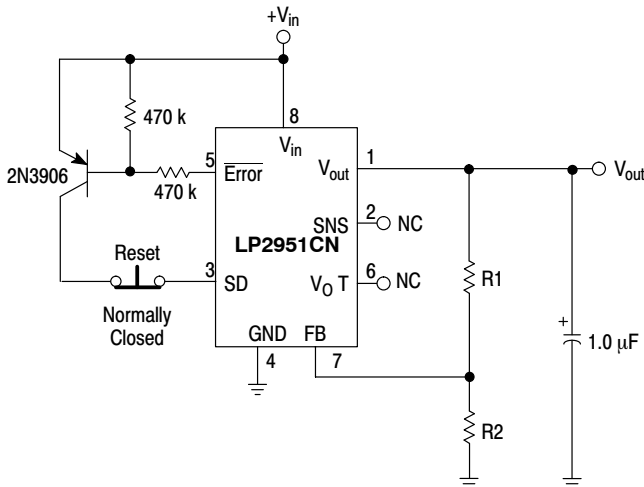 +Vin
470 k
8
Vin
5
Error
Vout
1
Vout
2N3906
470 k
SNS
2
NC
LP2951CN
Reset
3
SD
VO T
6
NC
R1
Normally
Closed
GND
FB
4
7
+
1.0 µF
R2